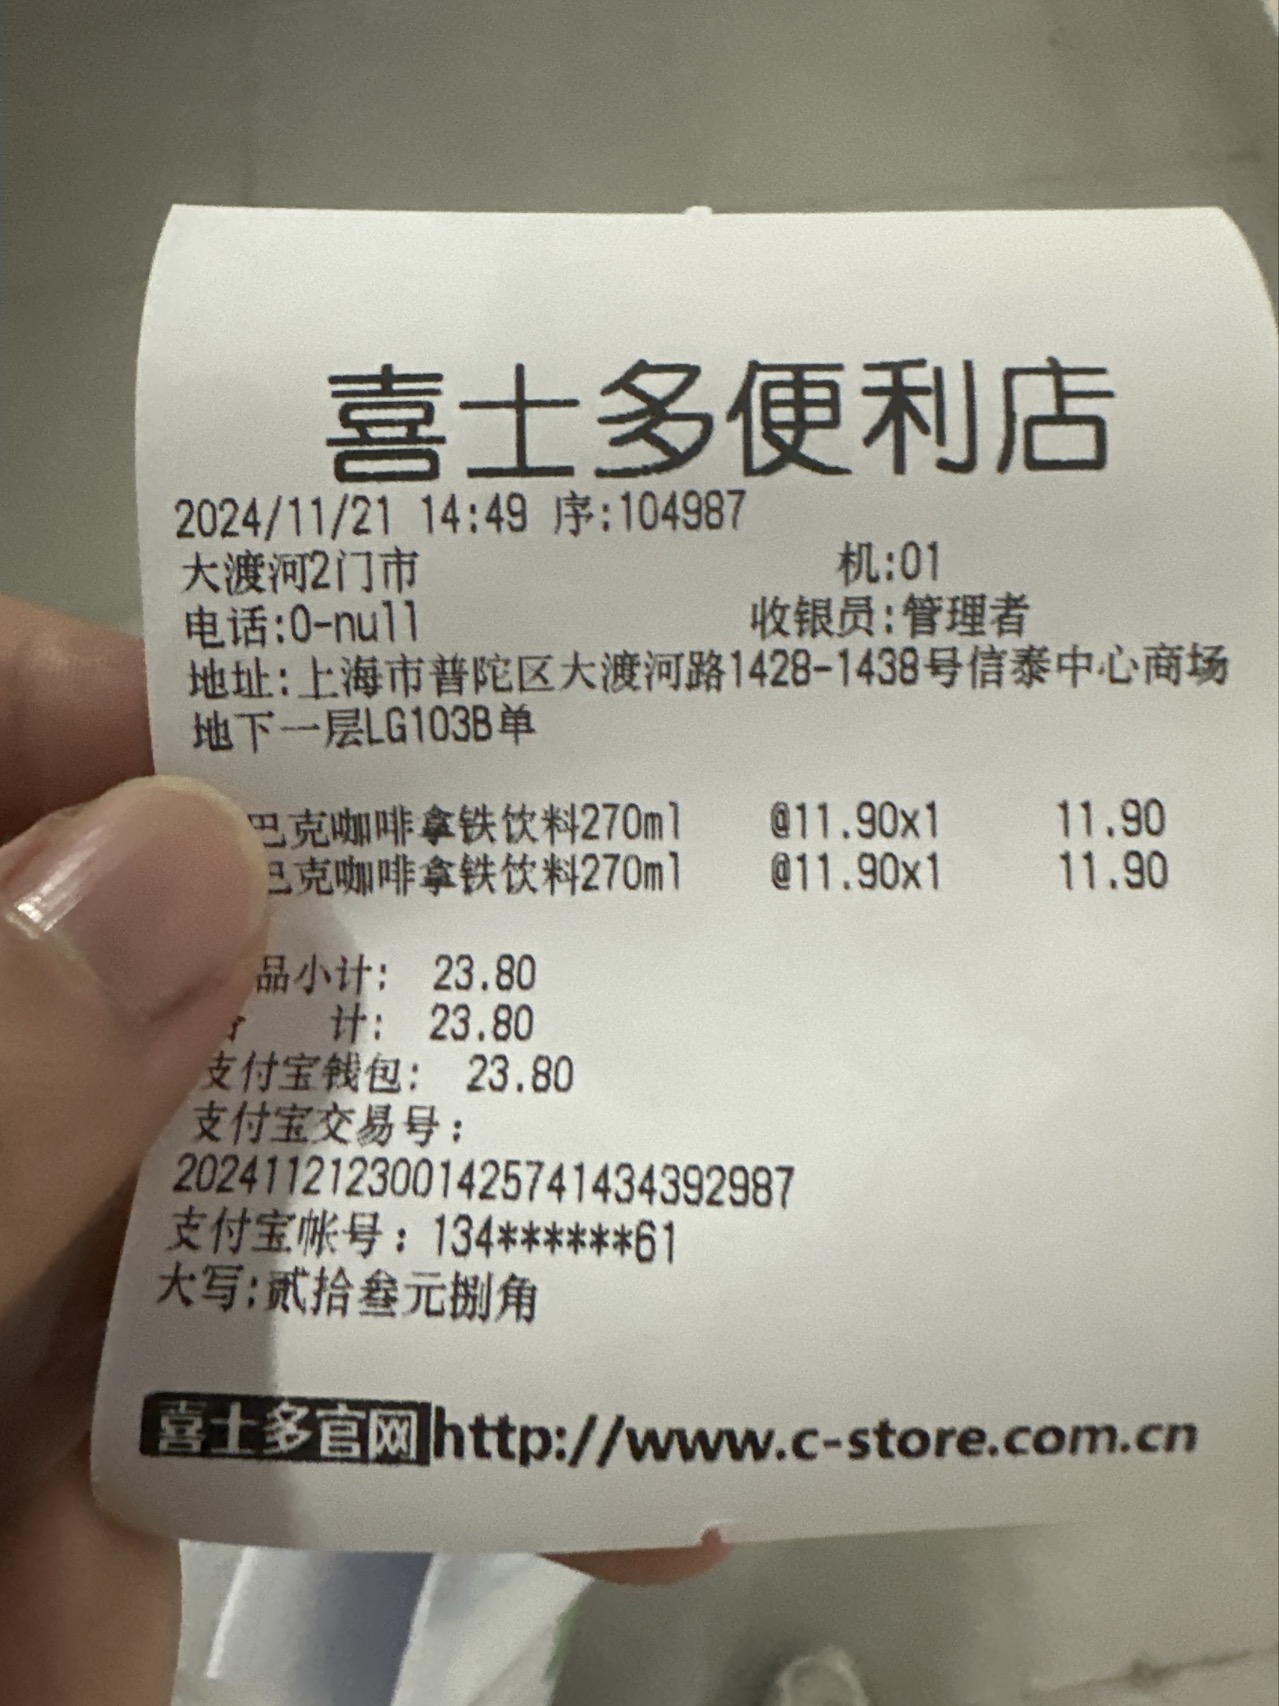 喜士多便利店
2024/11/21 14:49 序:104987
大渡河2门市 机:01
电话:0-null 收银员:管理者
地址:上海市普陀区大渡河路1428-1438号信泰中心商场
地下一层LG103B单
巴克咖啡拿铁饮料270ml @11.90x1 11.90
巴克咖啡拿铁饮料270ml @11.90x1 11.90
品小计: 23.80
计: 23.80
支付宝钱包: 23.80
支付宝交易号:
2024112123001425741434392987
支付宝帐号:134******61
大写:贰拾叁元捌角
喜士多官网http://www.c-store.com.cn